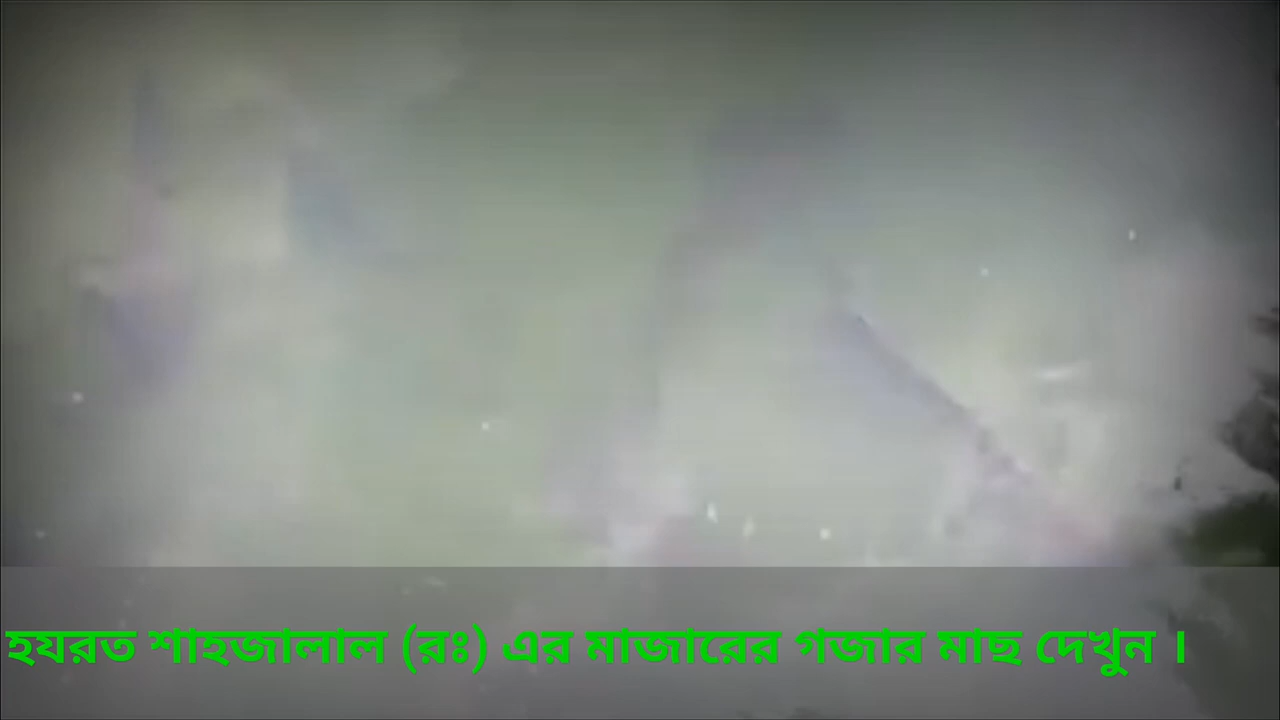 হযরত শাহজালাল (রঃ) এর মাজারের গজার মাছ দেখুন ।